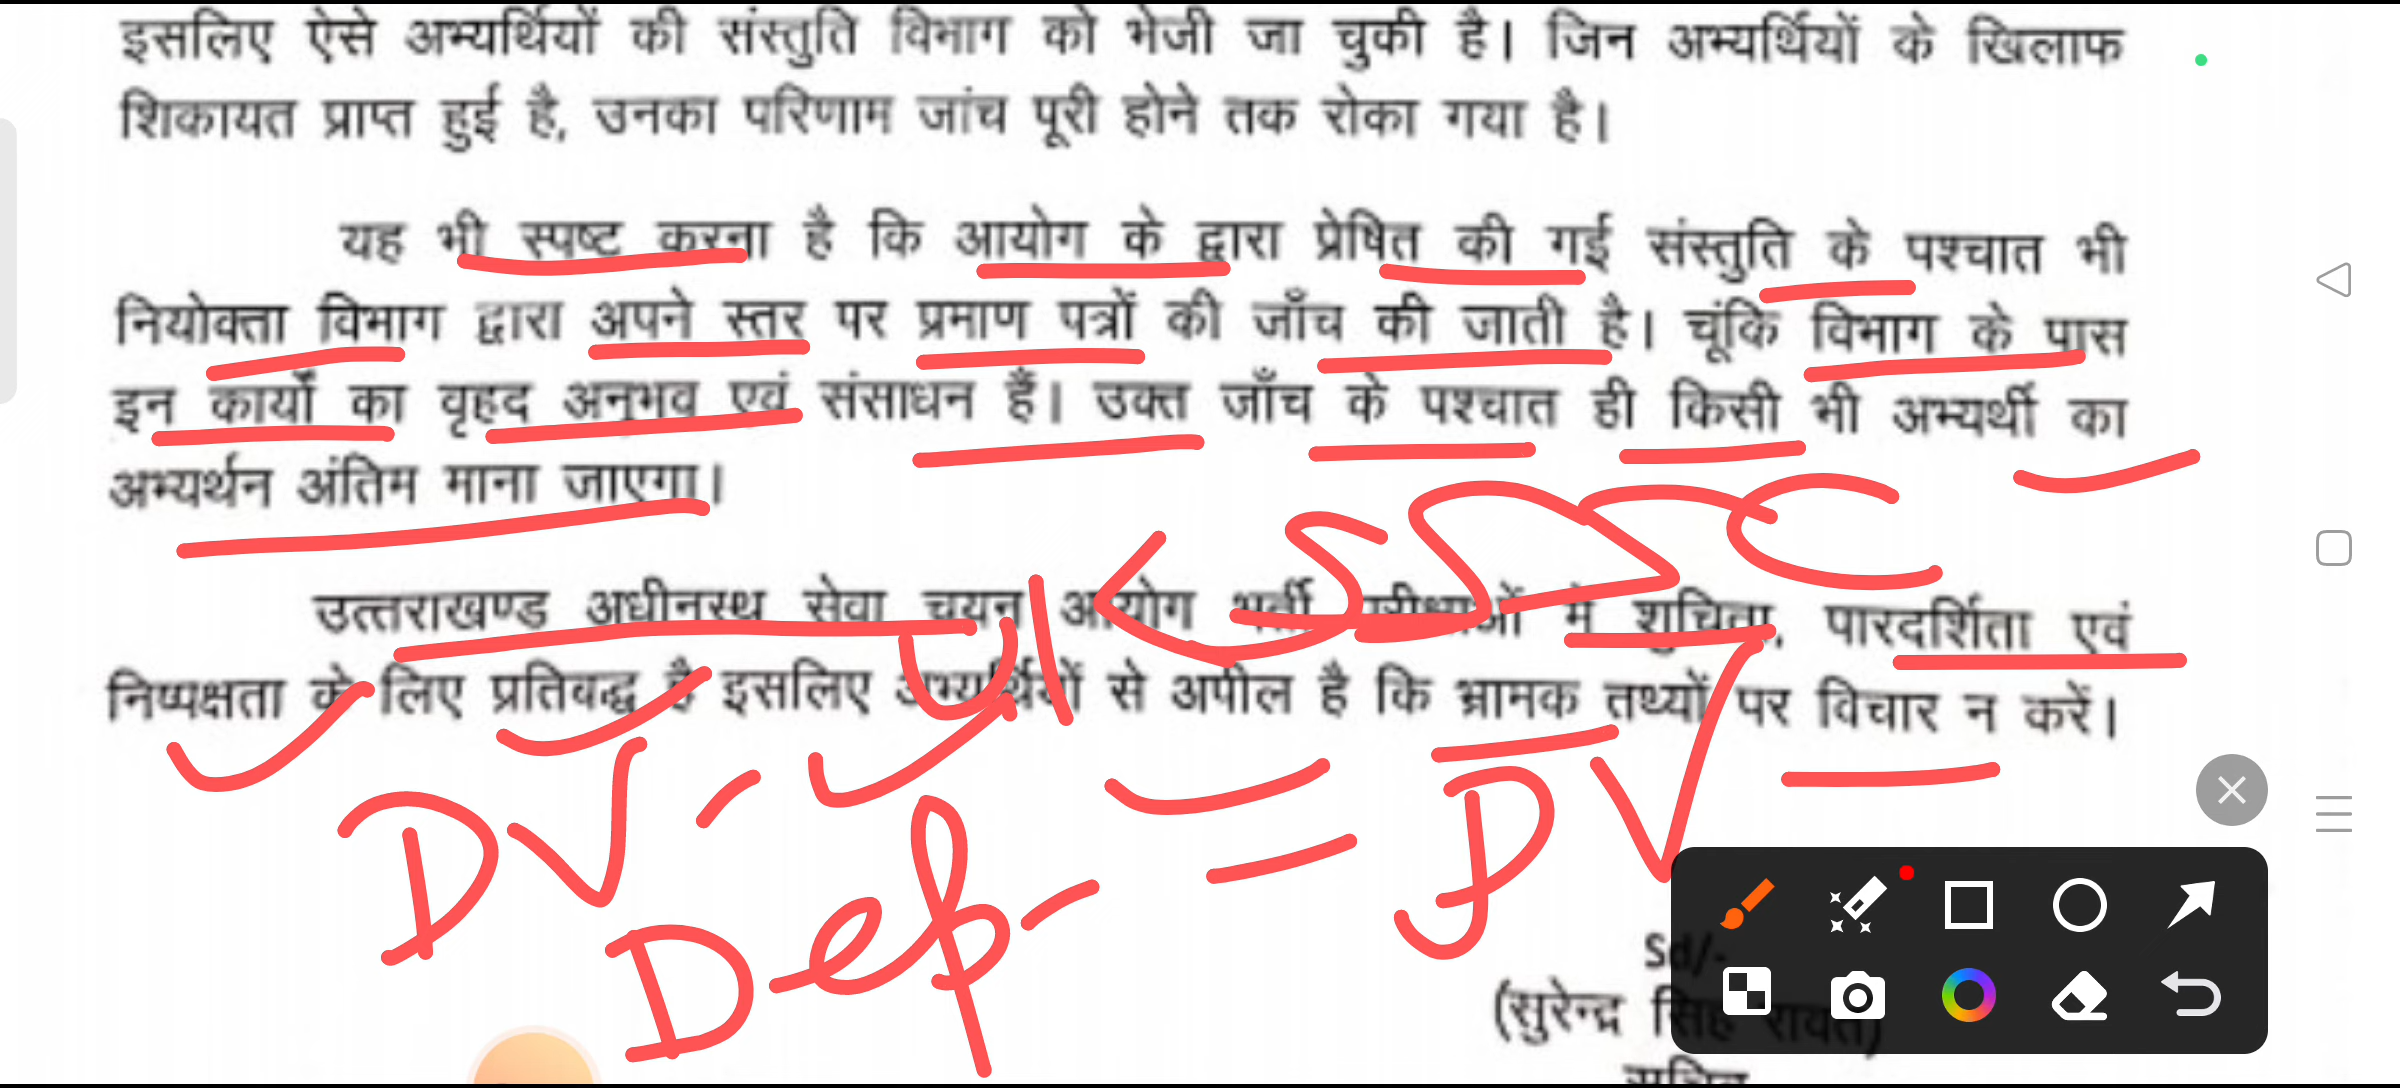 इसलिए ऐसे अभ्यर्थियों की संस्तुति विभाग को भेजी जा चुकी है। जिन अभ्यर्थियों के खिलाफ
शिकायत प्राप्त हुई है, उनका परिणाम जांच पूरी होने तक रोका गया है।
यह भी स्पष्ट करना है कि आयोग के द्वारा प्रेषित की गई संस्तुति के पश्चात भी
नियोक्ता विभाग द्वारा अपने स्तर पर प्रमाण पत्रों की जाँच की जाती है। चूंकि विभाग के पास
इन कार्यों का वृहद अनुभव एवं संसाधन हैं। उक्त जाँच के पश्चात ही किसी भी अभ्यर्थी का
अभ्यर्थन अंतिम माना जाएगा।
UKSSSC
उत्तराखण्ड अधीनस्थ सेवा चयन आयोग भर्ती परीक्षाओं में शुचिता, पारदर्शिता एवं
निष्पक्षता के लिए प्रतिबद्ध है इसलिए अभ्यर्थियों से अपील है कि भ्रामक तथ्यों पर विचार न करें।
DV - = DV
Dep -
Sd/-
(सुरेन्द्र सिंह रावत)
सचिव